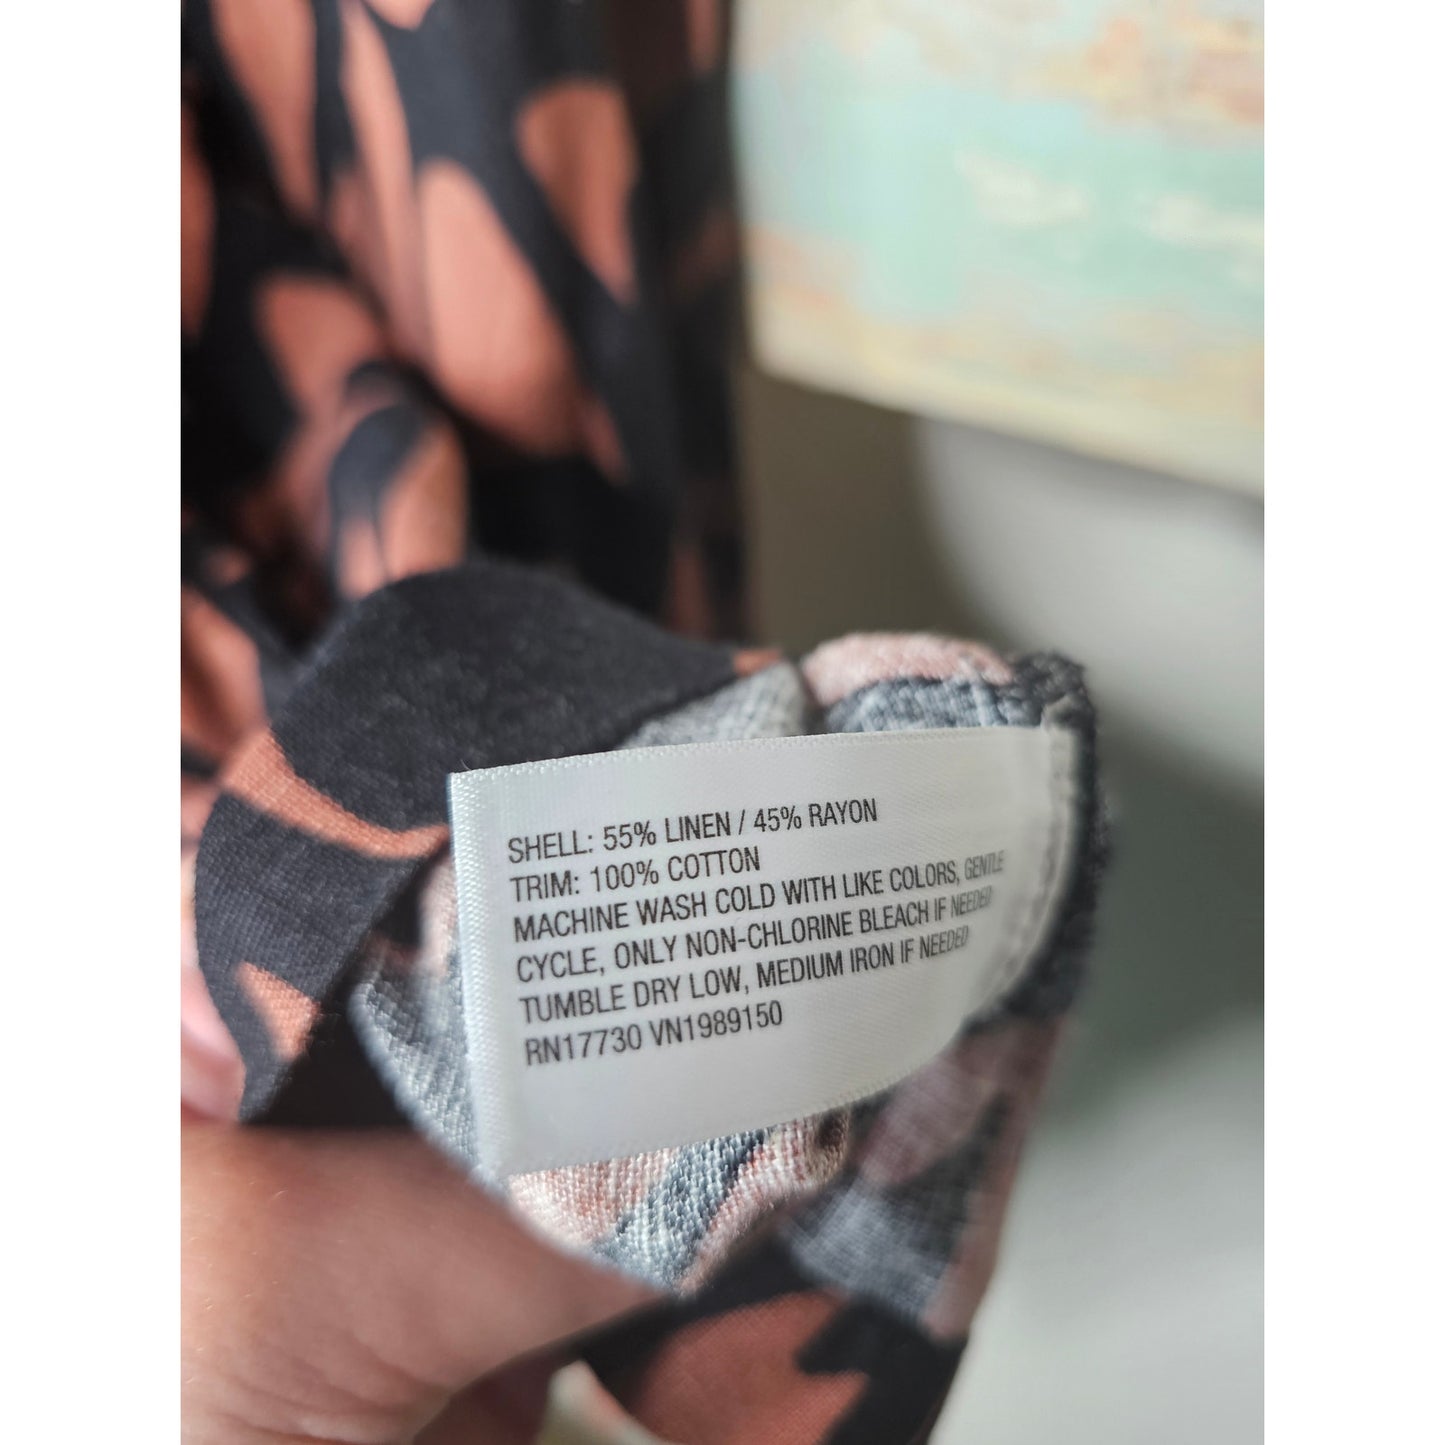 SHELL: 55% LINEN / 45% RAYON
TRIM: 100% COTTON
MACHINE WASH COLD WITH LIKE COLORS, GENTLE
CYCLE, ONLY NON-CHLORINE BLEACH IF NEEDED
TUMBLE DRY LOW, MEDIUM IRON IF NEEDED
RN17730 VN1989150